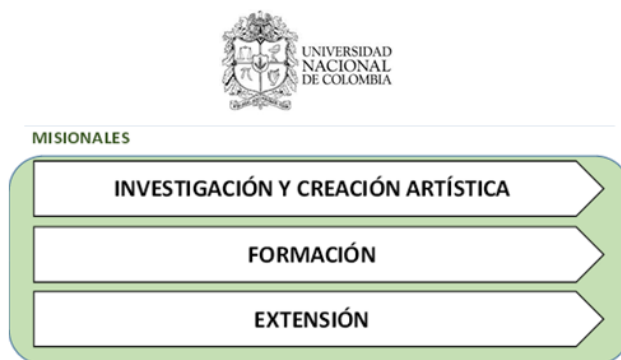 UNIVERSIDAD
NACIONAL
DE COLOMBIA
MISIONALES
INVESTIGACIÓN Y CREACIÓN ARTÍSTICA
FORMACIÓN
EXTENSIÓN